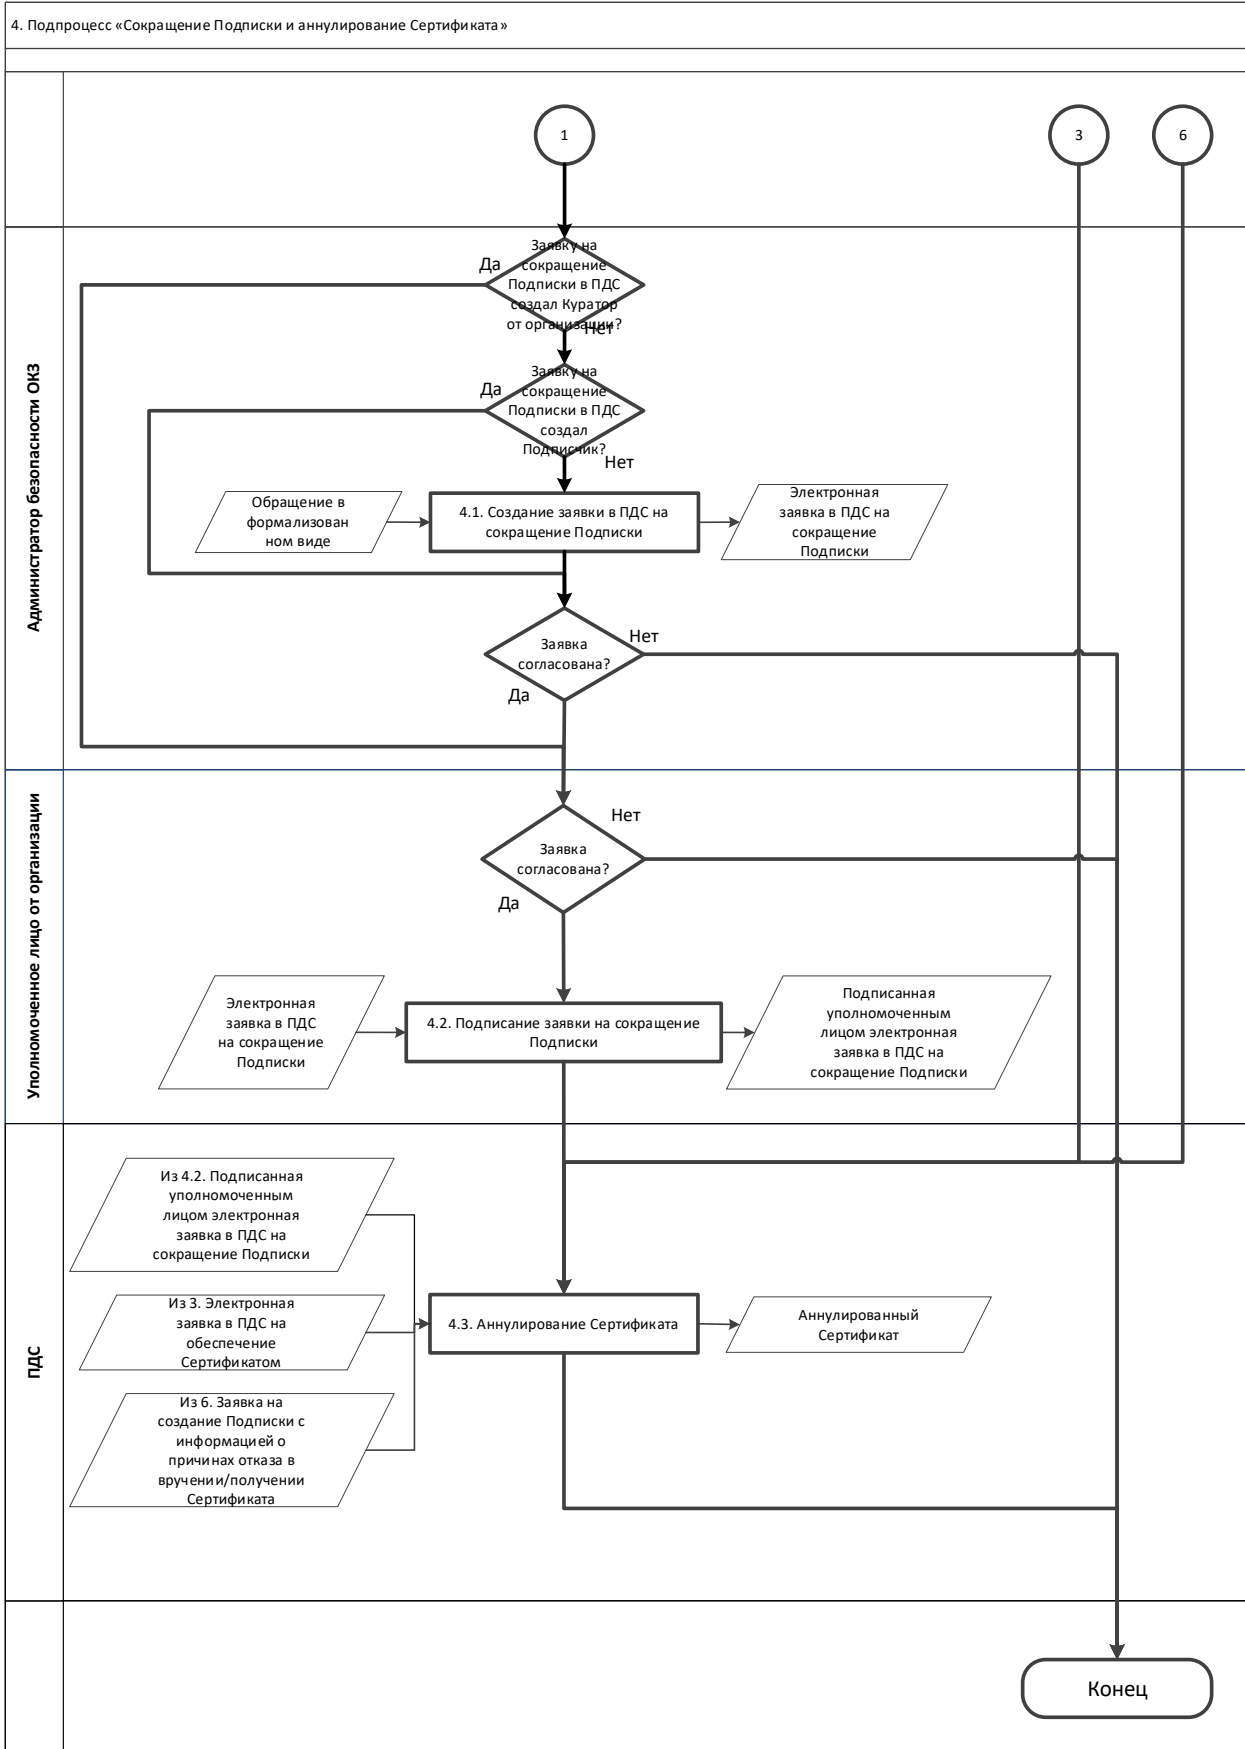 4. Подпроцесс «Сокращение Подписки и аннулирование Сертификата»
1
3
6
Администратор безопасности ОКЗ
Заявку на
сокращение
Подписки в ПДС
создал Куратор
от организации?
Да
Нет
Заявку на
сокращение
Подписки в ПДС
создал
Подписчик?
Да
Нет
Обращение в
формализован
ном виде
4.1. Создание заявки в ПДС на
сокращение Подписки
Электронная
заявка в ПДС на
сокращение
Подписки
Заявка
согласована?
Нет
Да
Уполномоченное лицо от организации
Заявка
согласована?
Нет
Да
Электронная
заявка в ПДС
на сокращение
Подписки
4.2. Подписание заявки на сокращение
Подписки
Подписанная
уполномоченным
лицом электронная
заявка в ПДС на
сокращение Подписки
ПДС
Из 4.2. Подписанная
уполномоченным
лицом электронная
заявка в ПДС на
сокращение Подписки
Из 3. Электронная
заявка в ПДС на
обеспечение
Сертификатом
Из 6. Заявка на
создание Подписки с
информацией о
причинах отказа в
вручении/получении
Сертификата
4.3. Аннулирование Сертификата
Аннулированный
Сертификат
Конец